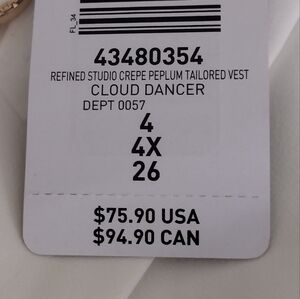 FL_34
43480354
REFINED STUDIO CREPE PEPLUM TAILORED VEST
CLOUD DANCER
DEPT 0057
4
4X
26
$75.90 USA
$94.90 CAN